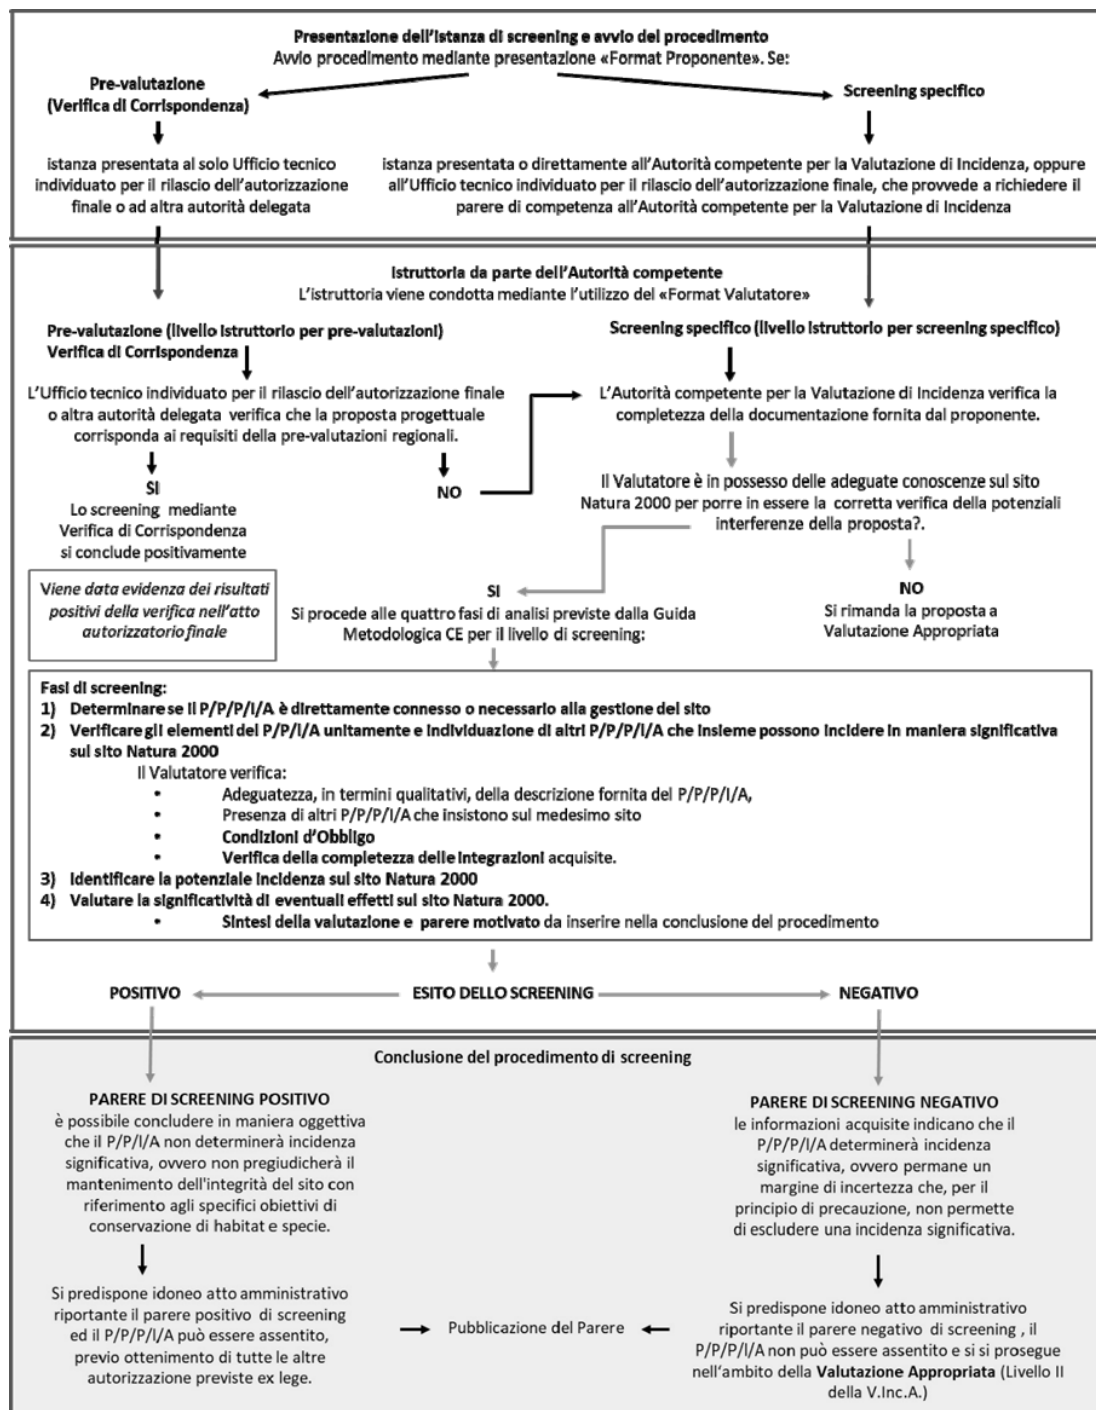 Presentazione dell'istanza di screening e avvio del procedimento
Avvio procedimento mediante presentazione «Format Proponente». Se:
Pre-valutazione
(Verifica di Corrispondenza)
Screening specifico
istanza presentata al solo Ufficio tecnico
individuato per il rilascio dell'autorizzazione
finale o ad altra autorità delegata
istanza presentata o direttamente all'Autorità competente per la Valutazione di Incidenza, oppure
all'Ufficio tecnico individuato per il rilascio dell'autorizzazione finale, che provvede a richiedere il
parere di competenza all'Autorità competente per la Valutazione di Incidenza
Istruttoria da parte dell'Autorità competente
L'istruttoria viene condotta mediante l'utilizzo del «Format Valutatore»
Pre-valutazione (livello istruttorio per pre-valutazioni)
Verifica di Corrispondenza
Screening specifico (livello istruttorio per screening specifico)
L'Ufficio tecnico individuato per il rilascio dell'autorizzazione finale
o altra autorità delegata verifica che la proposta progettuale
corrisponda ai requisiti della pre-valutazioni regionali.
L'Autorità competente per la Valutazione di Incidenza verifica la
completezza della documentazione fornita dal proponente.
SI
NO
Lo screening mediante
Verifica di Corrispondenza
si conclude positivamente
Il Valutatore è in possesso delle adeguate conoscenze sul sito
Natura 2000 per porre in essere la corretta verifica della potenziali
interferenze della proposta?.
Viene data evidenza dei risultati
positivi della verifica nell'atto
autorizzatorio finale
SI
Si procede alle quattro fasi di analisi previste dalla Guida
Metodologica CE per il livello di screening:
NO
Si rimanda la proposta a
Valutazione Appropriata
Fasi di screening:
1) Determinare se il P/P/P/I/A è direttamente connesso o necessario alla gestione del sito
2) Verificare gli elementi del P/P/I/A unitamente e individuazione di altri P/P/P/I/A che insieme possono incidere in maniera significativa
sul sito Natura 2000
Il Valutatore verifica:
• Adeguatezza, in termini qualitativi, della descrizione fornita del P/P/P/I/A,
• Presenza di altri P/P/P/I/A che insistono sul medesimo sito
• Condizioni d'Obbligo
• Verifica della completezza delle integrazioni acquisite.
3) Identificare la potenziale incidenza sul sito Natura 2000
4) Valutare la significatività di eventuali effetti sul sito Natura 2000.
• Sintesi della valutazione e parere motivato da inserire nella conclusione del procedimento
POSITIVO
ESITO DELLO SCREENING
NEGATIVO
Conclusione del procedimento di screening
PARERE DI SCREENING POSITIVO
è possibile concludere in maniera oggettiva
che il P/P/I/A non determinerà incidenza
significativa, ovvero non pregiudicherà il
mantenimento dell'integrità del sito con
riferimento agli specifici obiettivi di
conservazione di habitat e specie.
PARERE DI SCREENING NEGATIVO
le informazioni acquisite indicano che il
P/P/P/I/A determinerà incidenza
significativa, ovvero permane un
margine di incertezza che, per il
principio di precauzione, non permette
di escludere una incidenza significativa.
Si predispone idoneo atto amministrativo
riportante il parere positivo di screening
ed il P/P/P/I/A può essere assentito,
previo ottenimento di tutte le altre
autorizzazione previste ex lege.
Pubblicazione del Parere
Si predispone idoneo atto amministrativo
riportante il parere negativo di screening , il
P/P/P/I/A non può essere assentito e si si prosegue
nell'ambito della Valutazione Appropriata (Livello II
della V.Inc.A.)